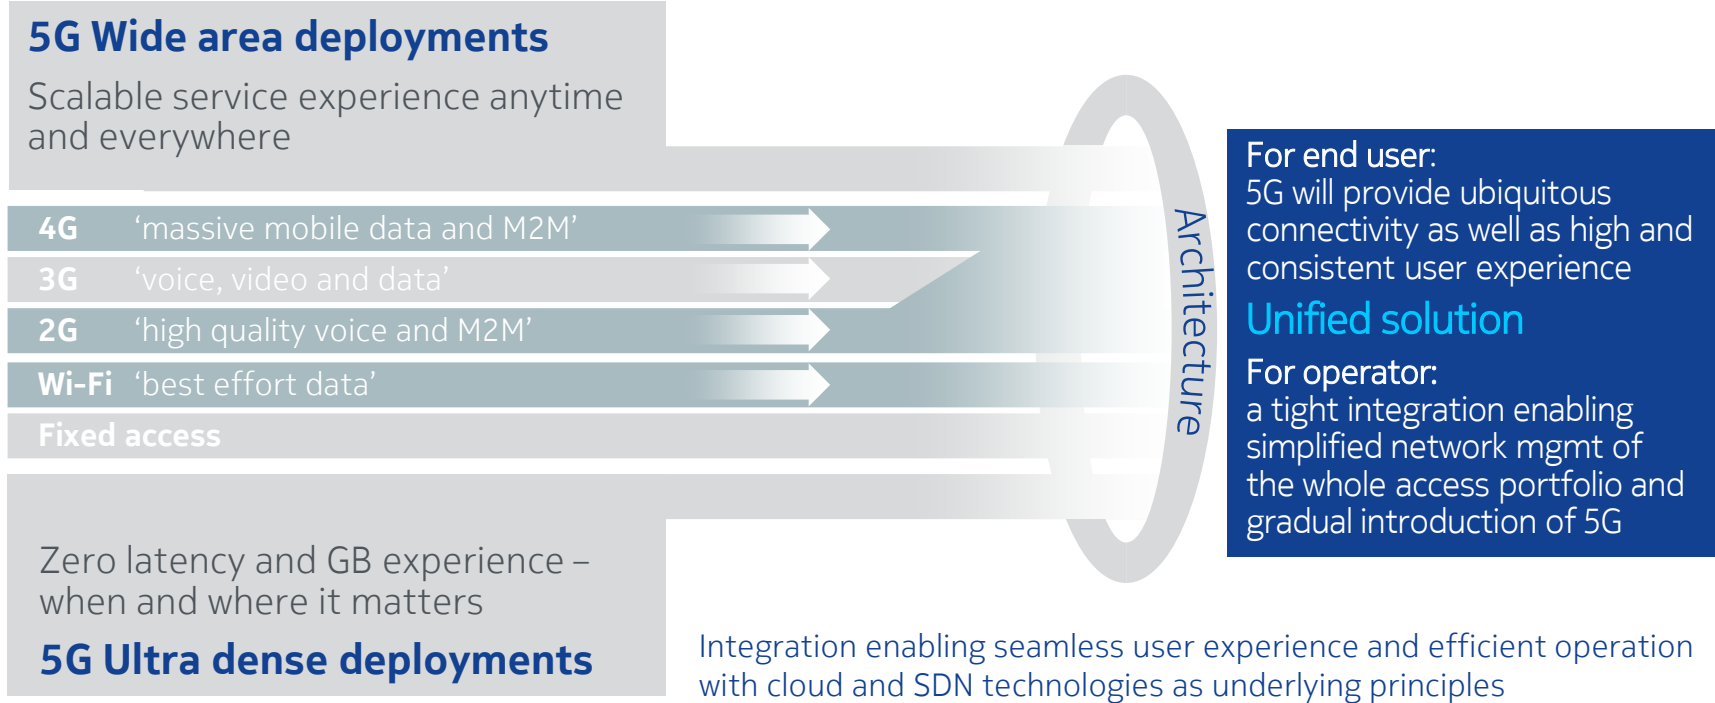 5G Wide area deployments
Scalable service experience anytime
and everywhere
4G ‘massive mobile data and M2M’
3G ‘voice, video and data’
2G ‘high quality voice and M2M’
Wi-Fi ‘best effort data’
Fixed access
Zero latency and GB experience –
when and where it matters
5G Ultra dense deployments
Architecture
For end user:
5G will provide ubiquitous
connectivity as well as high and
consistent user experience
Unified solution
For operator:
a tight integration enabling
simplified network mgmt of
the whole access portfolio and
gradual introduction of 5G
Integration enabling seamless user experience and efficient operation
with cloud and SDN technologies as underlying principles